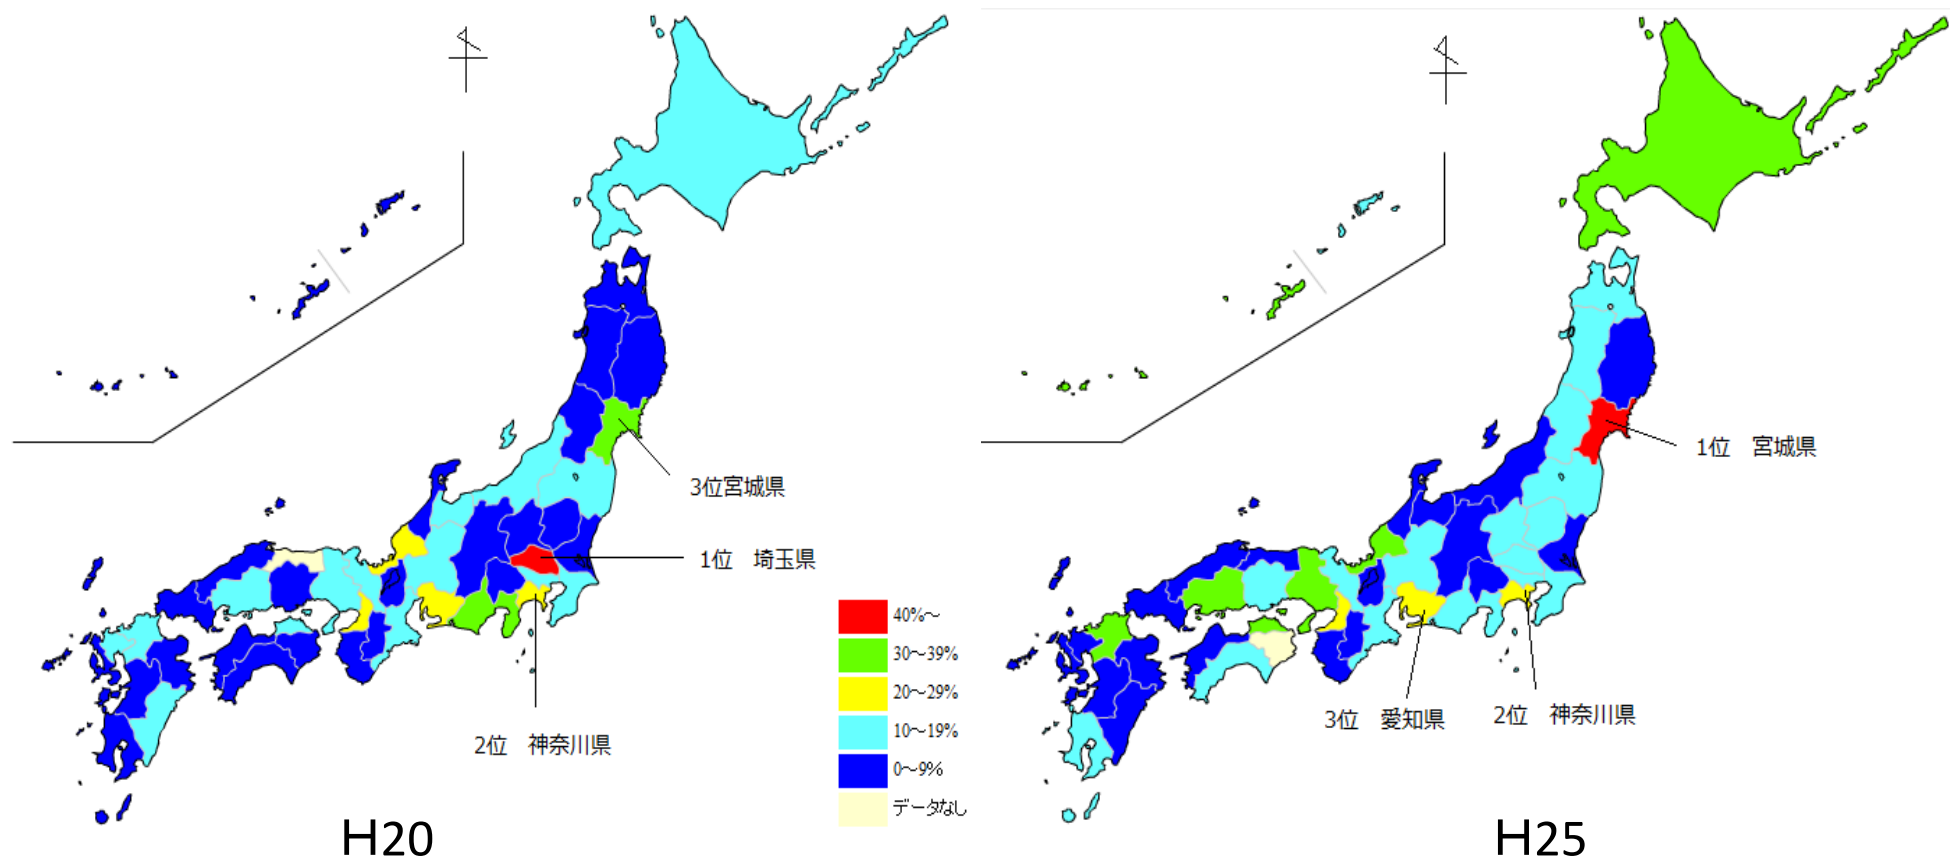 3位宮城県
1位　埼玉県
2位　神奈川県
40%～
30～39%
20～29%
10～19%
0～9%
データなし
H20
1位　宮城県
3位　愛知県
2位　神奈川県
H25